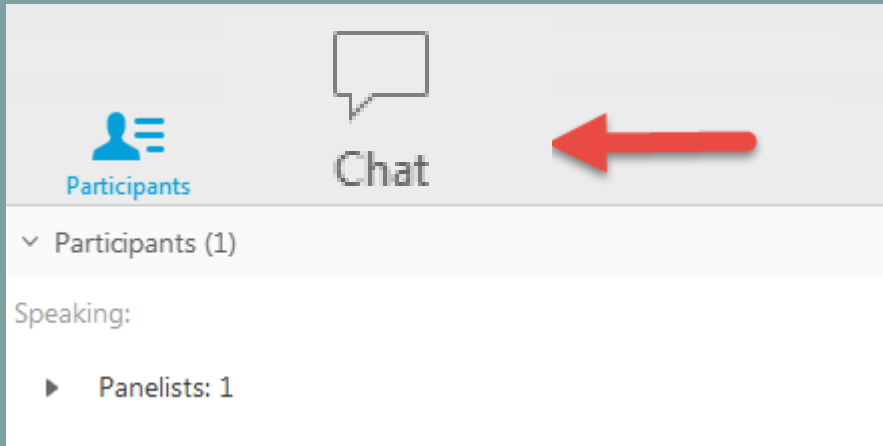 Chat
Participants
Participants (1)
Speaking:
Panelists: 1